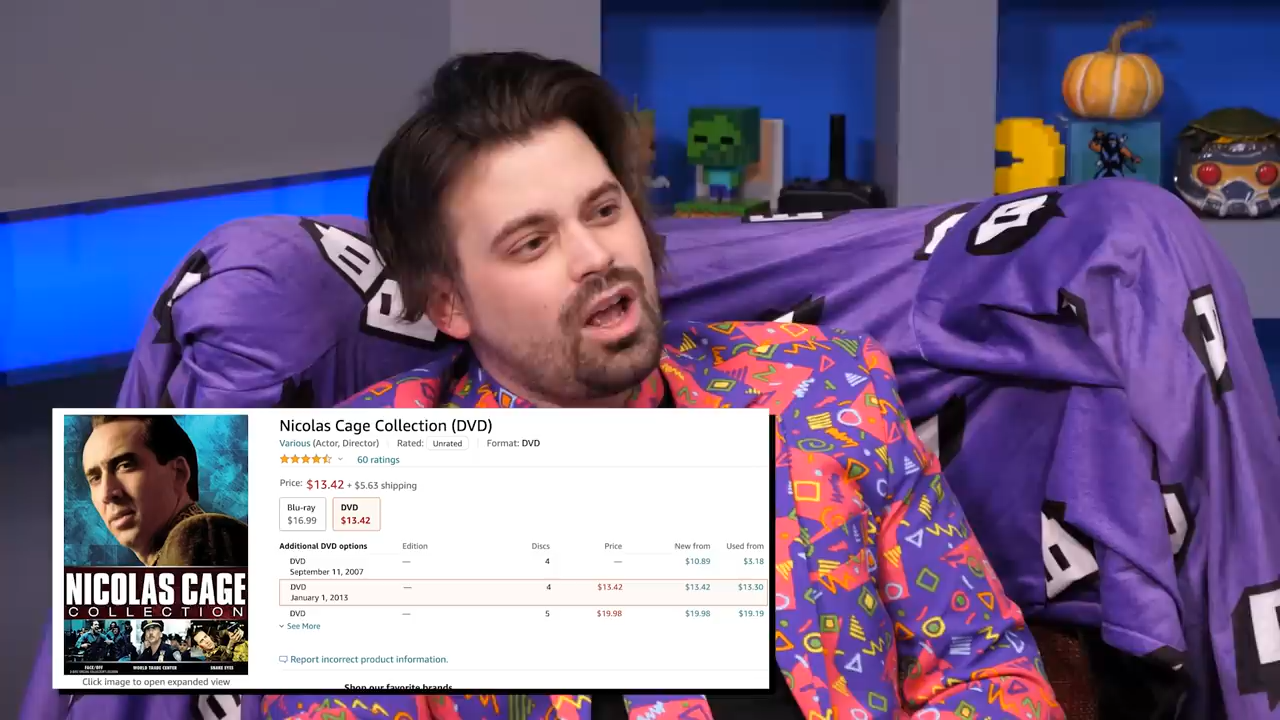 Nicolas Cage Collection (DVD)
Various (Actor, Director) Rated: Unrated Format: DVD
60 ratings
Price: $13.42 + $5.63 shipping
Blu-ray
$16.99
DVD
$13.42
Additional DVD options Edition Discs Price New from Used from
DVD — 4 — $10.89 $3.18
September 11, 2007
DVD — 4 $13.42 $13.42 $13.30
January 1, 2013
DVD — 5 $19.98 $19.98 $19.19
See More
Report incorrect product information.
Shop our favorite brands
NICOLAS CAGE
COLLECTION
FACE/OFF WORLD TRADE CENTER SNAKE EYES
Click image to open expanded view